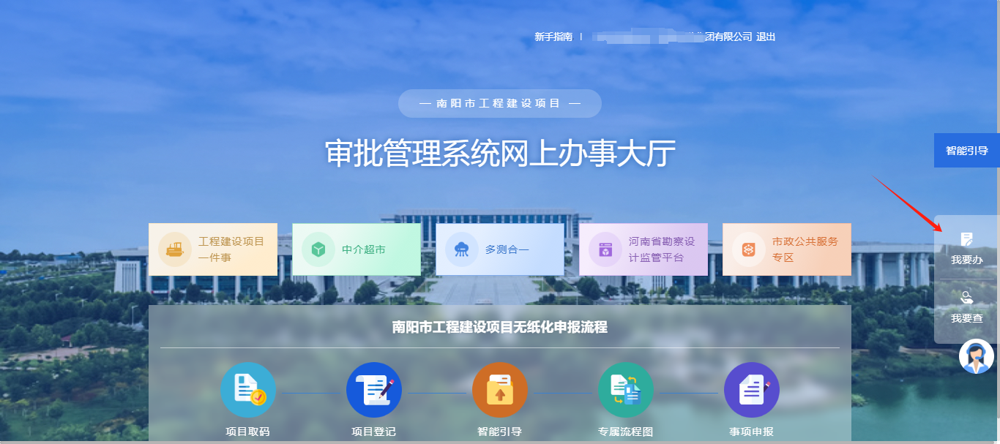 新手指南 | 集团有限公司 退出
— 南阳市工程建设项目 —
审批管理系统网上办事大厅
智能引导
工程建设项目
一件事
中介超市
多测合一
河南省勘察设
计监管平台
市政公共服务
专区
我要办
我要查
南阳市工程建设项目无纸化申报流程
项目取码
项目登记
智能引导
专属流程图
事项申报